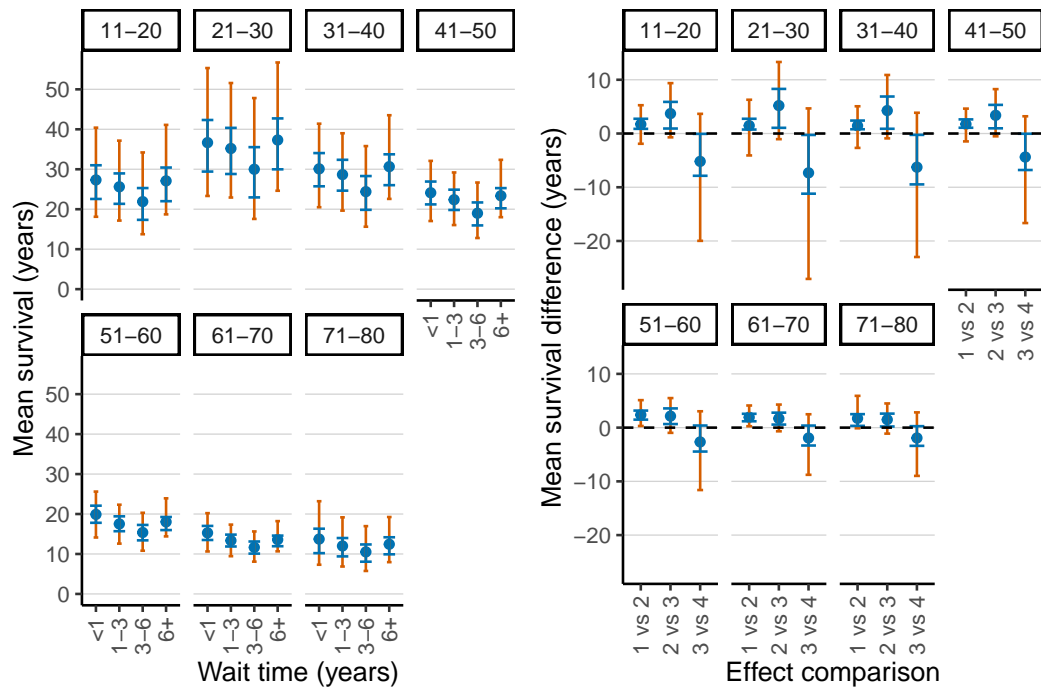 11−20 21−30 31−40 41−50
50
40
30
20
10
0
<1
1−3
3−6
6+
51−60 61−70 71−80
50
40
30
20
10
0
<1 1−3 3−6 6+ <1 1−3 3−6 6+ <1 1−3 3−6 6+
Wait time (years)
Mean survival (years)
11−20 21−30 31−40 41−50
10
0
−10
−20
1 vs 2
2 vs 3
3 vs 4
51−60 61−70 71−80
10
0
−10
−20
1 vs 2 2 vs 3 3 vs 4 1 vs 2 2 vs 3 3 vs 4 1 vs 2 2 vs 3 3 vs 4
Effect comparison
Mean survival difference (years)